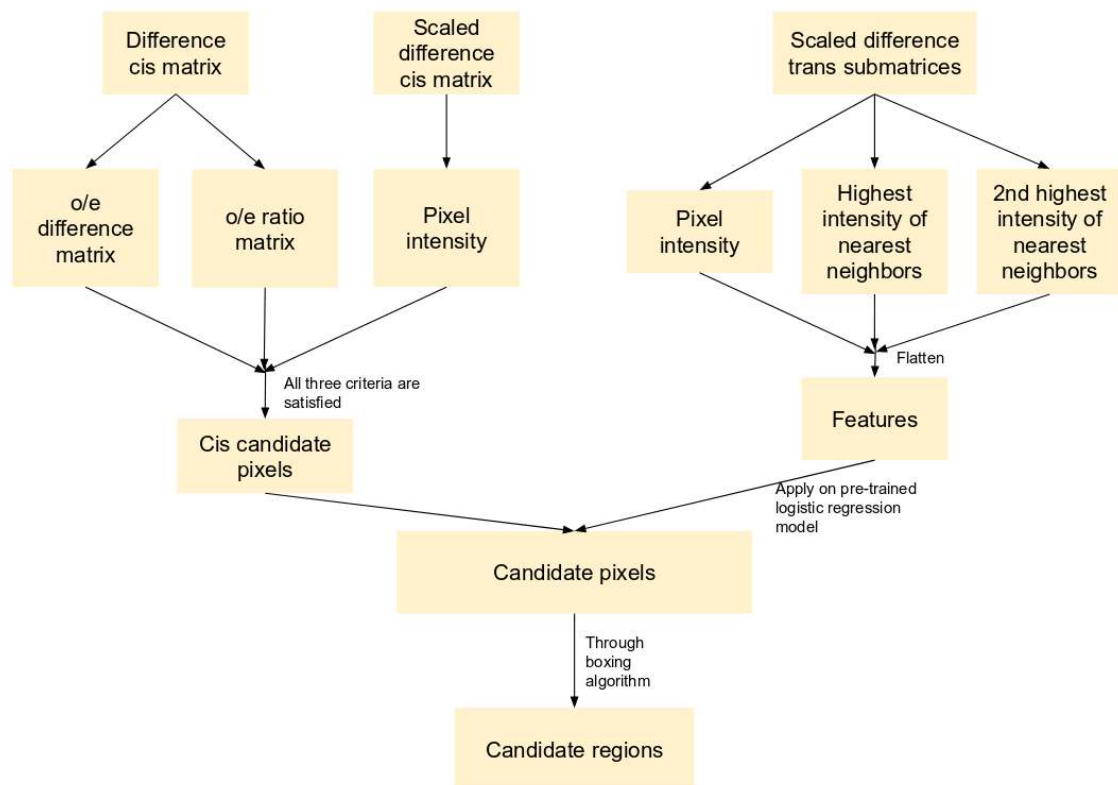 Difference
cis matrix
Scaled
difference
cis matrix
Scaled difference
trans submatrices
o/e
difference
matrix
o/e ratio
matrix
Pixel
intensity
Pixel
intensity
Highest
intensity of
nearest
neighbors
2nd highest
intensity of
nearest
neighbors
All three criteria are
satisfied
Flatten
Cis candidate
pixels
Features
Apply on pre-trained
logistic regression
model
Candidate pixels
Through
boxing
algorithm
Candidate regions